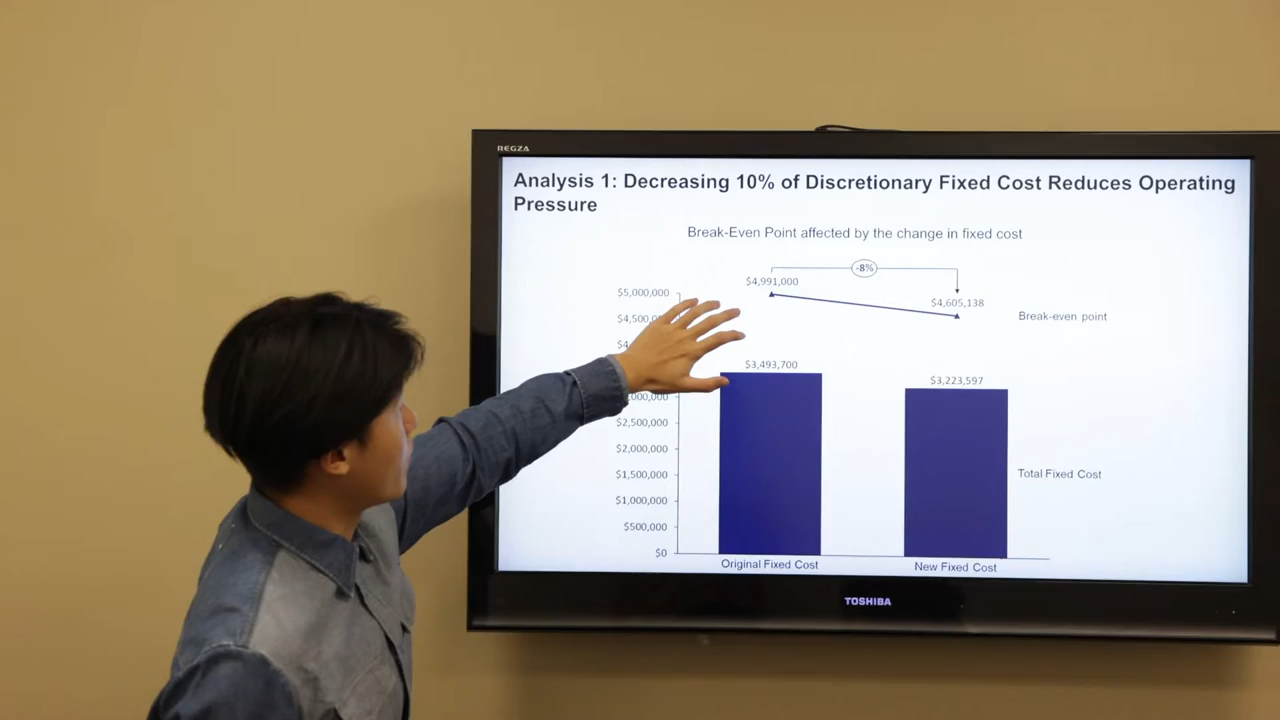 REGZA
Analysis 1: Decreasing 10% of Discretionary Fixed Cost Reduces Operating
Pressure
Break-Even Point affected by the change in fixed cost
-8%
$4,991,000
$5,000,000
$4,605,138
Break-even point
$3,493,700
$3,223,597
$2,500,000
$2,000,000
$1,500,000
Total Fixed Cost
$1,000,000
$500,000
$0
Original Fixed Cost
New Fixed Cost
TOSHIBA